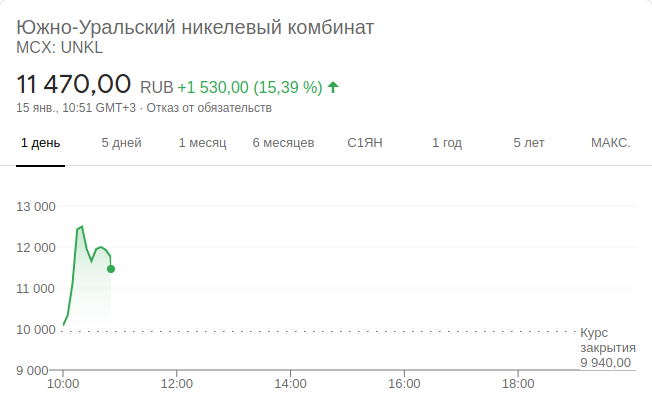 Южно-Уральский никелевый комбинат
MCX: UNKL
11 470,00 RUB +1 530,00 (15,39 %)
15 янв., 10:51 GMT+3 · Отказ от обязательств
1 день 5 дней 1 месяц 6 месяцев С1ЯН 1 год 5 лет МАКС.
13 000
12 000
11 000
10 000
Курс
закрытия
9 940,00
9 000
10:00 12:00 14:00 16:00 18:00